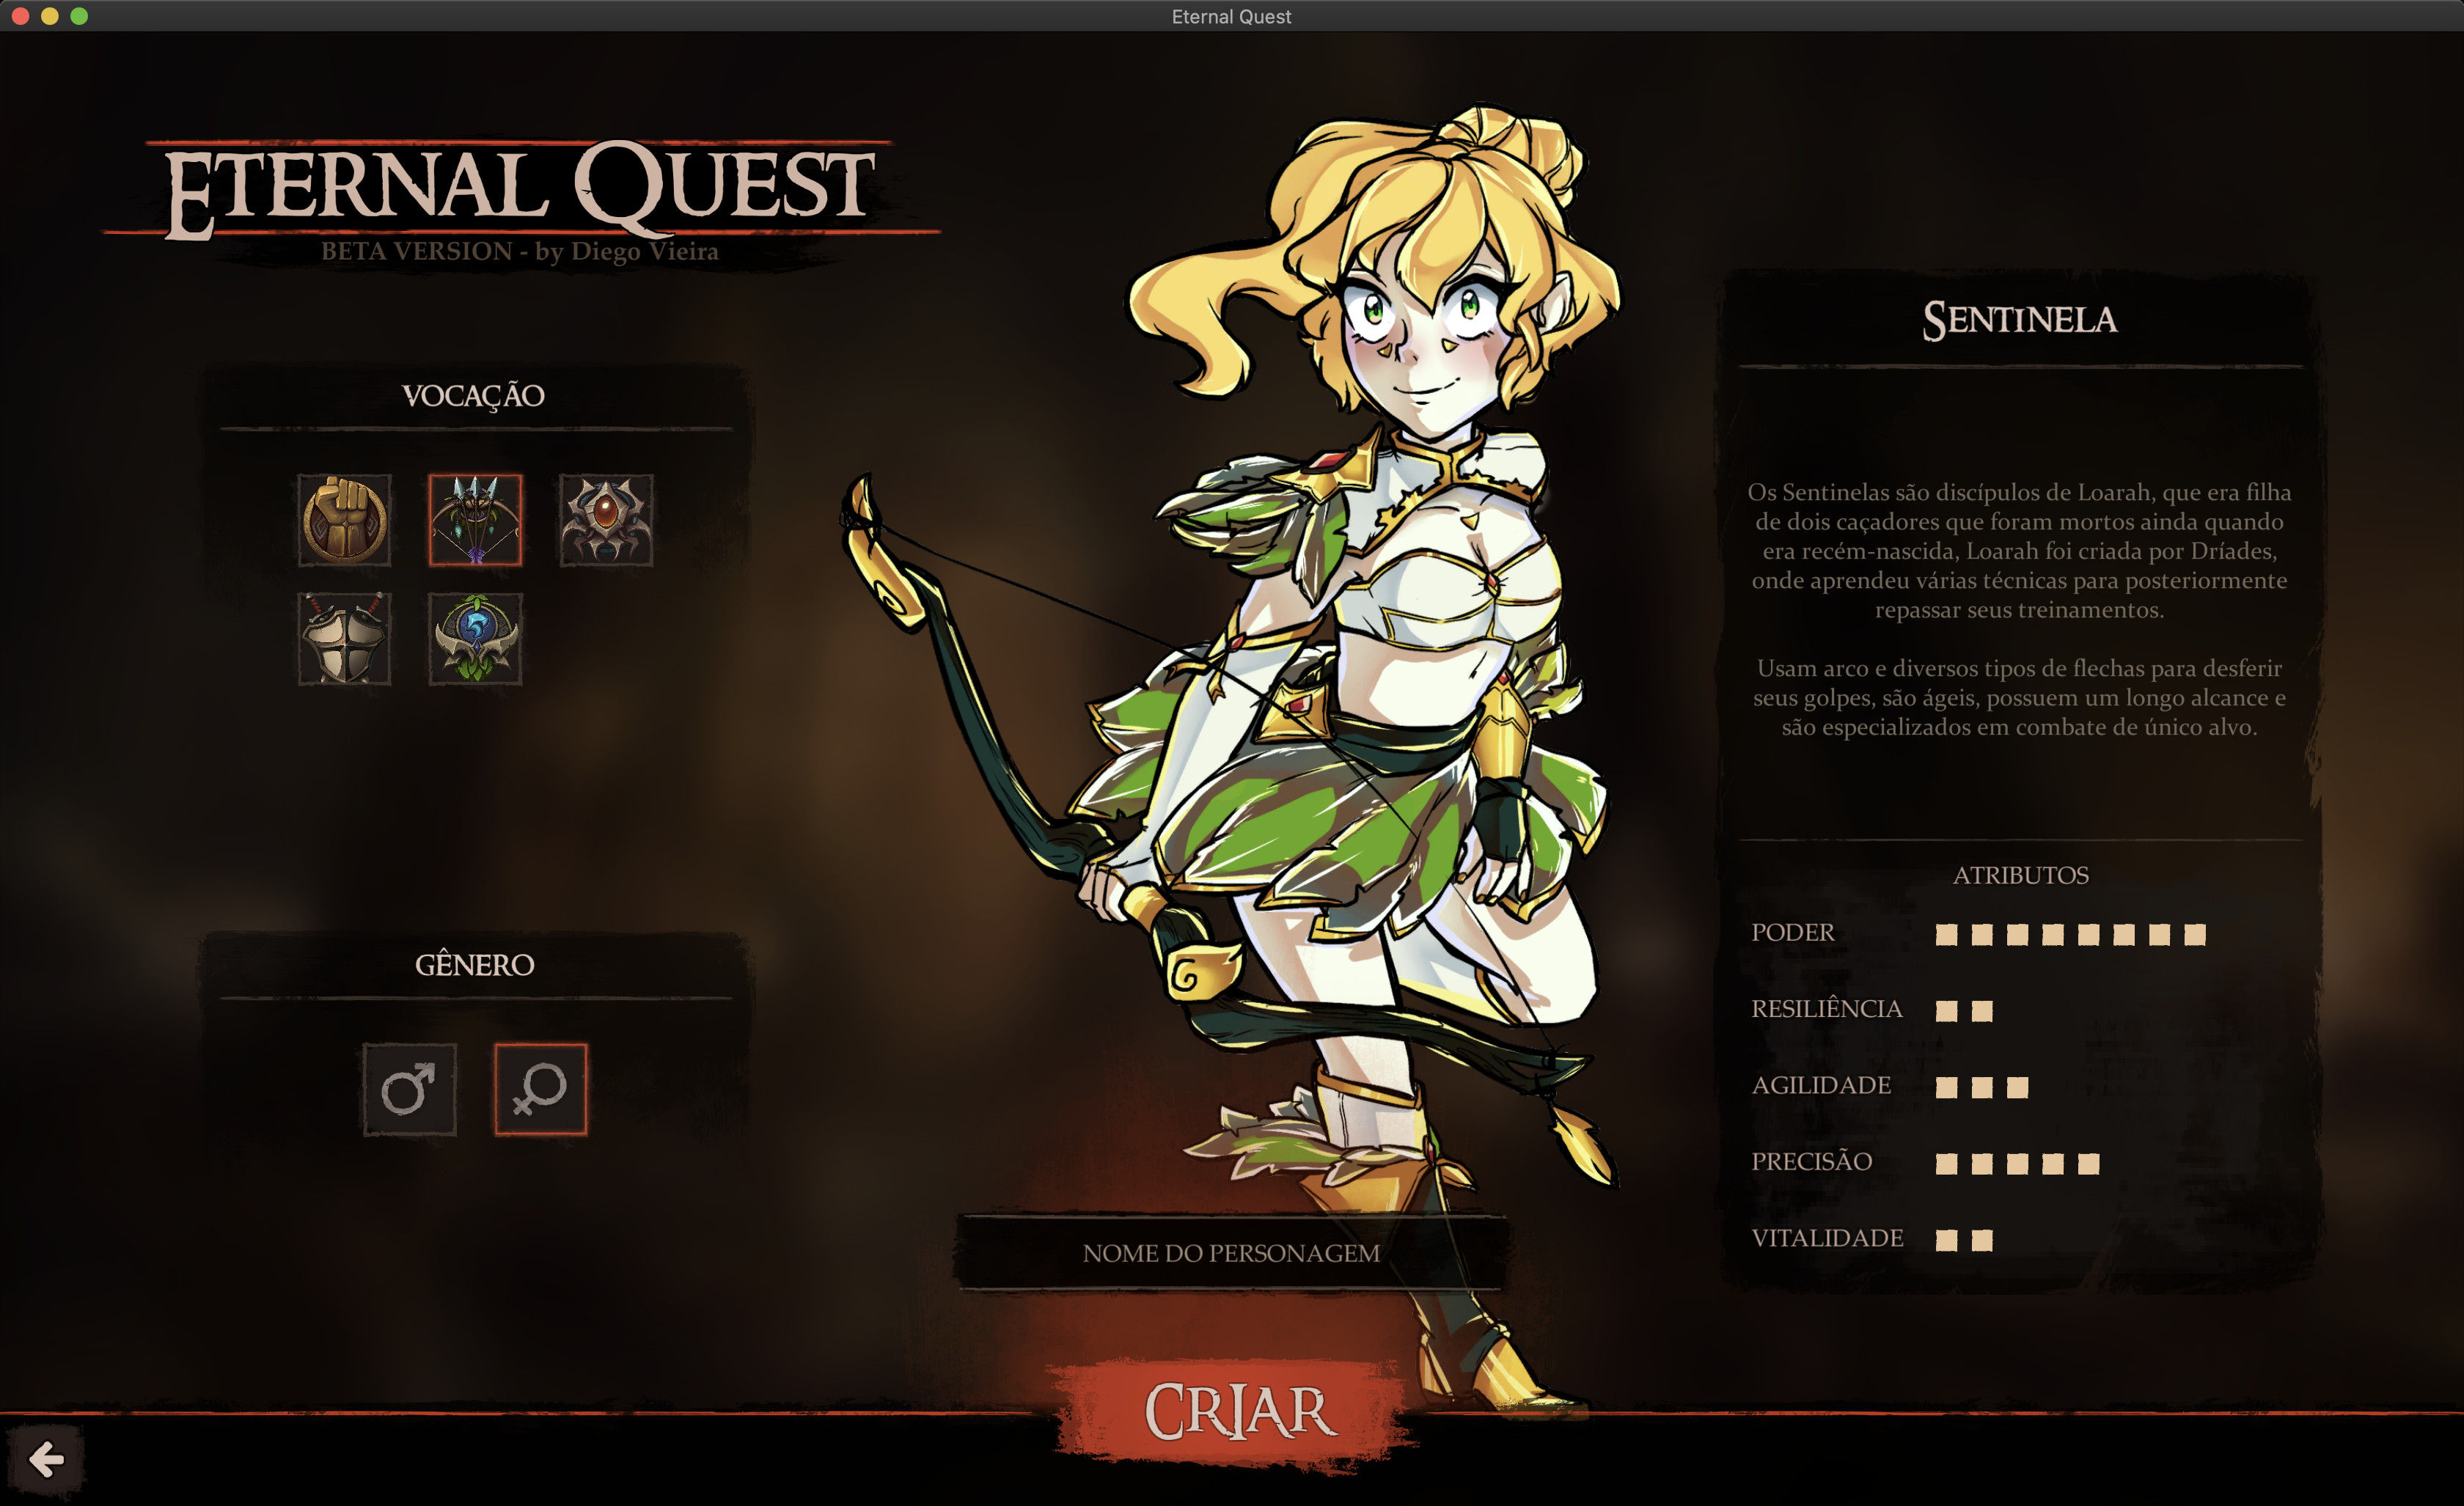 Eternal Quest
ETERNAL QUEST
BETA VERSION - by Diego Vieira
VOCAÇÃO
GÊNERO
SENTINELA
Os Sentinelas são discípulos de Loarah, que era filha
de dois caçadores que foram mortos ainda quando
era recém-nascida, Loarah foi criada por Dríades,
onde aprendeu várias técnicas para posteriormente
repassar seus treinamentos.
Usam arco e diversos tipos de flechas para desferir
seus golpes, são ágeis, possuem um longo alcance e
são especializados em combate de único alvo.
ATRIBUTOS
PODER
RESILIÊNCIA
AGILIDADE
PRECISÃO
VITALIDADE
NOME DO PERSONAGEM
CRIAR